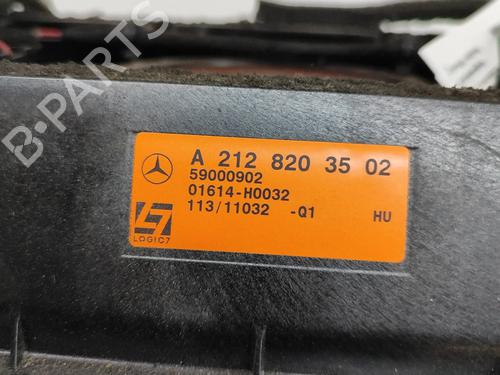 A 212 820 35 02
59000902
01614-H0032
113/11032 -Q1 HU
LOGIC7
B-PARTS